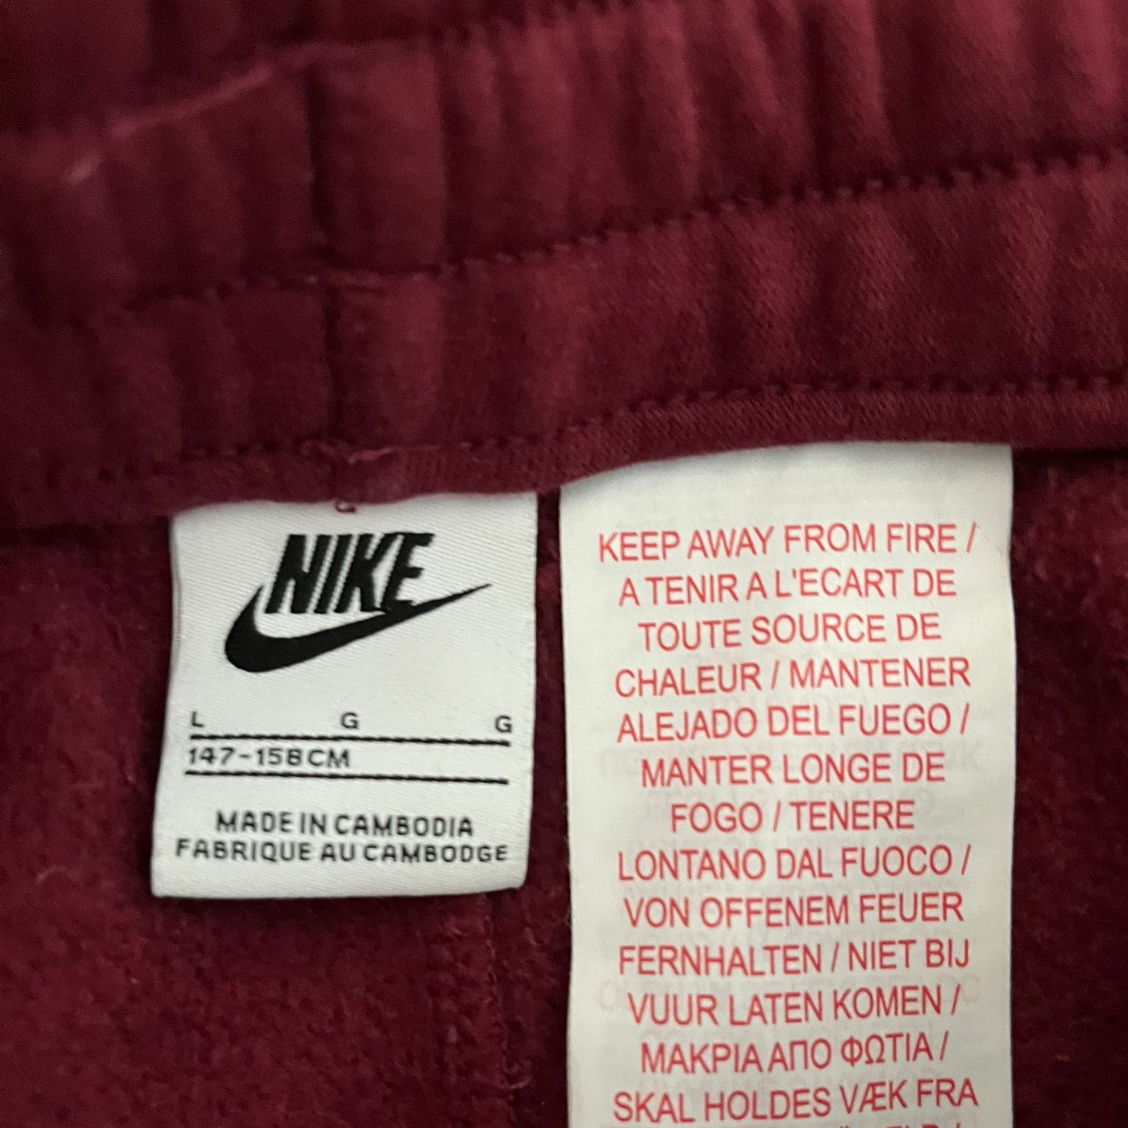 NIKE
L G G
147-158CM
MADE IN CAMBODIA
FABRIQUE AU CAMBODGE
KEEP AWAY FROM FIRE /
A TENIR A L'ECART DE
TOUTE SOURCE DE
CHALEUR / MANTENER
ALEJADO DEL FUEGO /
MANTER LONGE DE
FOGO / TENERE
LONTANO DAL FUOCO /
VON OFFENEM FEUER
FERNHALTEN / NIET BIJ
VUUR LATEN KOMEN /
ΜΑΚΡΙΑ ΑΠΟ ΦΩΤΙΑ /
SKAL HOLDES VÆK FRA